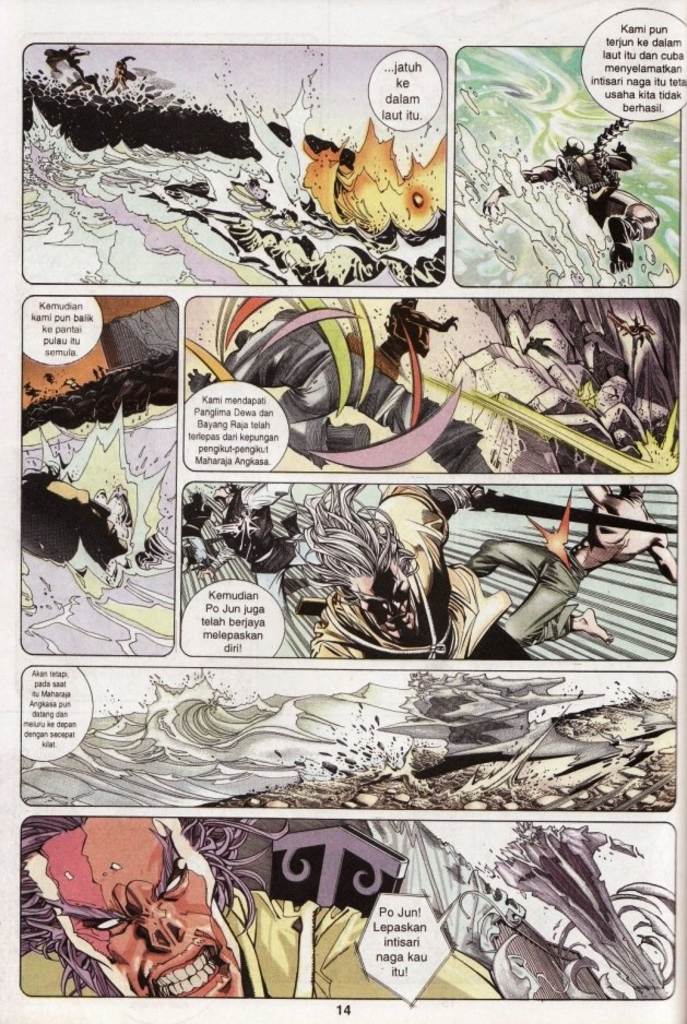 ...jatuh
ke
dalam
laut itu.
Kami pun
terjun ke dalam
laut itu dan cuba
menyelamatkan
intisari naga itu teta
usaha kita tidak
berhasil.
Kemudian
kami pun balik
ke pantai
pulau itu
semula.
Kami mendapati
Panglima Dewa dan
Bayang Raja telah
terlepas dari kepungan
pengikut-pengikut
Maharaja Angkasa.
Kemudian
Po Jun juga
telah berjaya
melepaskan
diri!
Akan tetapi,
pada saat
itu Maharaja
Angkasa pun
datang dan
meluru ke depan
dengan secepat
kilat.
Po Jun!
Lepaskan
intisari
naga kau
itu!
14